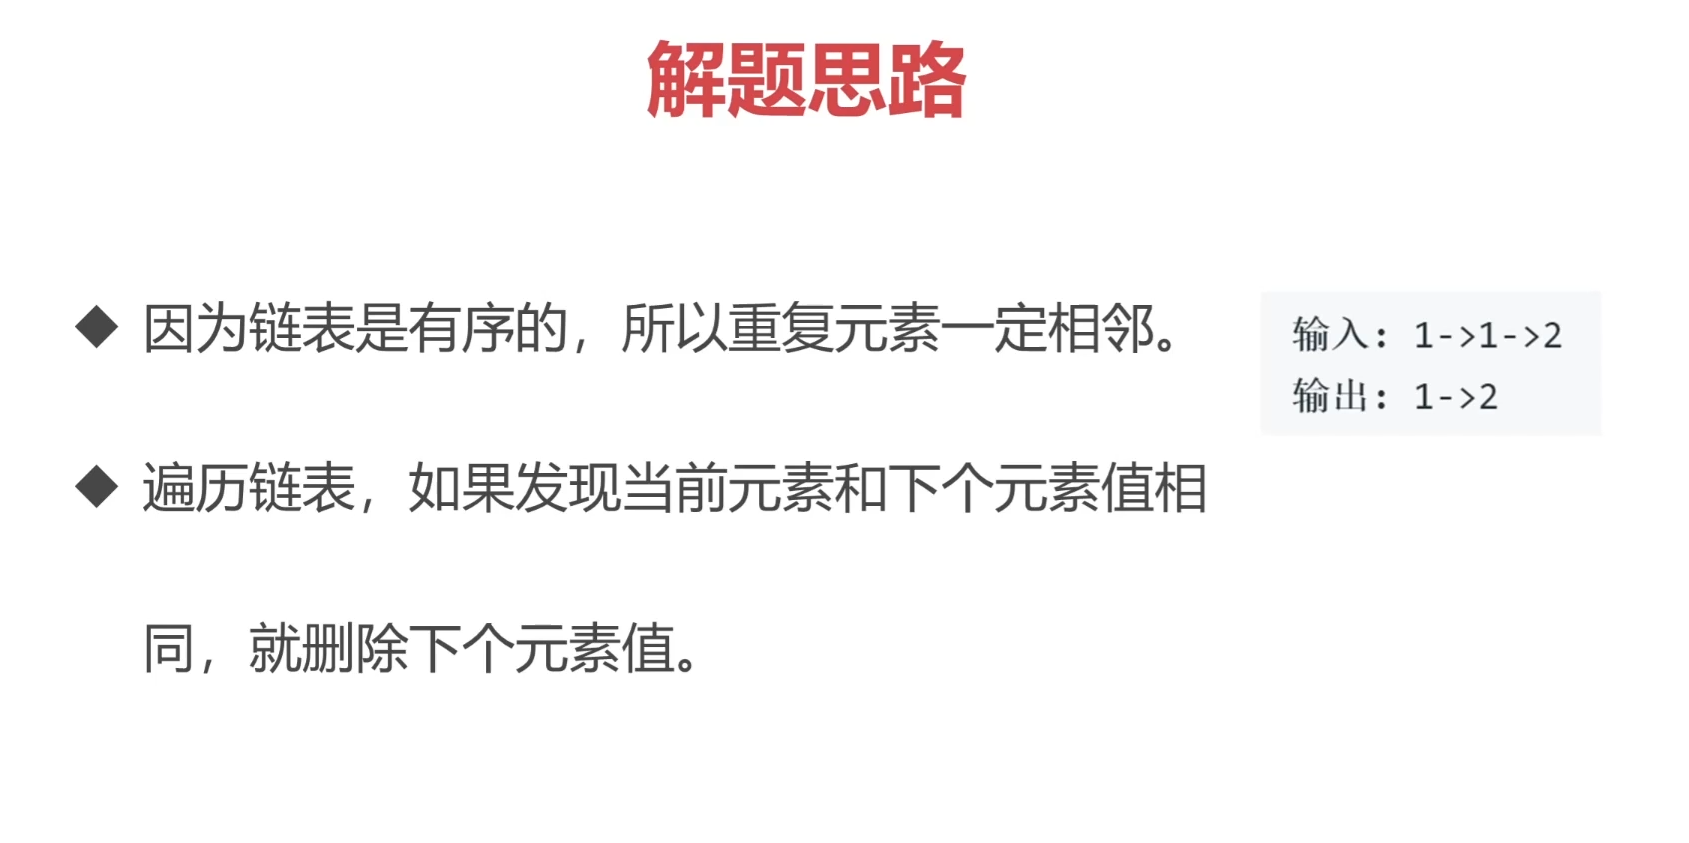 解题思路
因为链表是有序的，所以重复元素一定相邻。
输入：1->1->2
输出：1->2
遍历链表，如果发现当前元素和下个元素值相
同，就删除下个元素值。